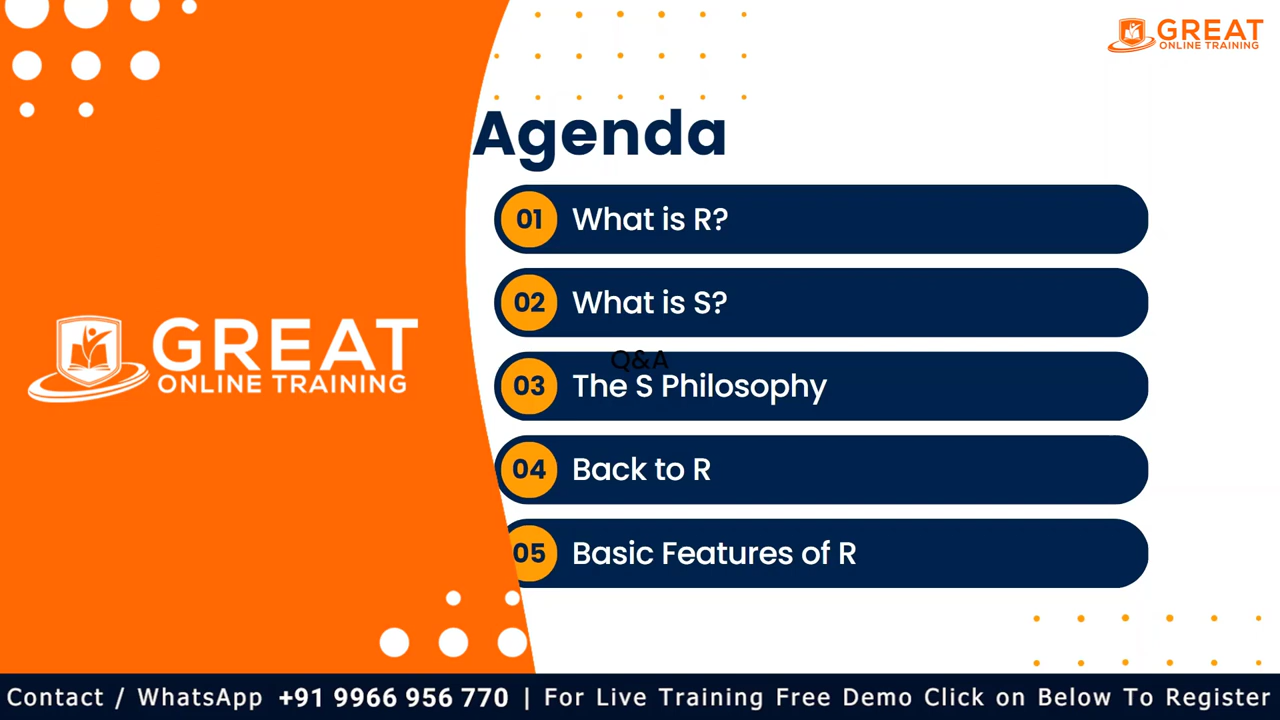 GREAT
ONLINE TRAINING
Agenda
01 What is R?
02 What is S?
Q&A
03 The S Philosophy
04 Back to R
05 Basic Features of R
GREAT
ONLINE TRAINING
Contact / WhatsApp +91 9966 956 770 | For Live Training Free Demo Click on Below To Register